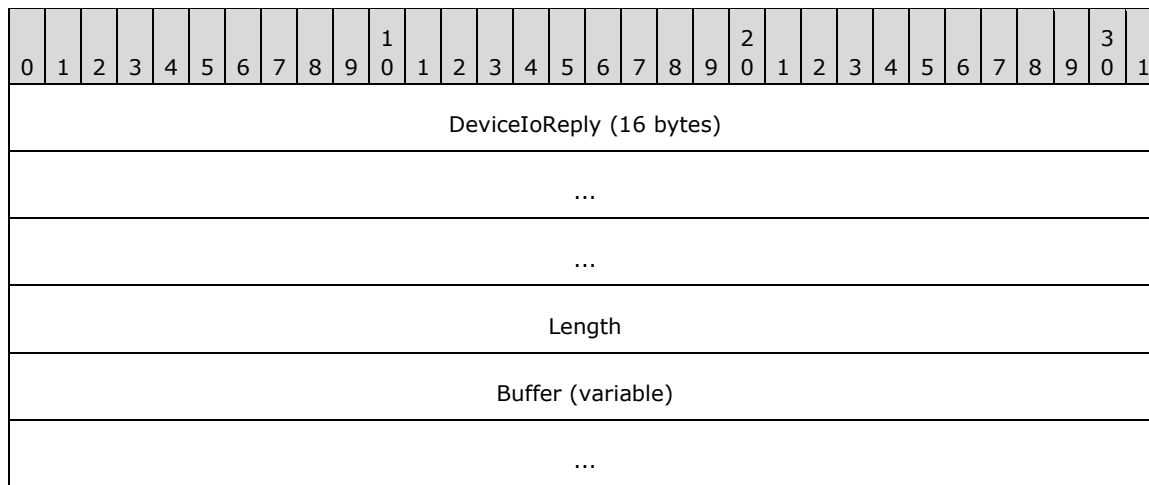 1 2 3
0 1 2 3 4 5 6 7 8 9 0 1 2 3 4 5 6 7 8 9 0 1 2 3 4 5 6 7 8 9 0 1
DeviceIoReply (16 bytes)
...
...
Length
Buffer (variable)
...